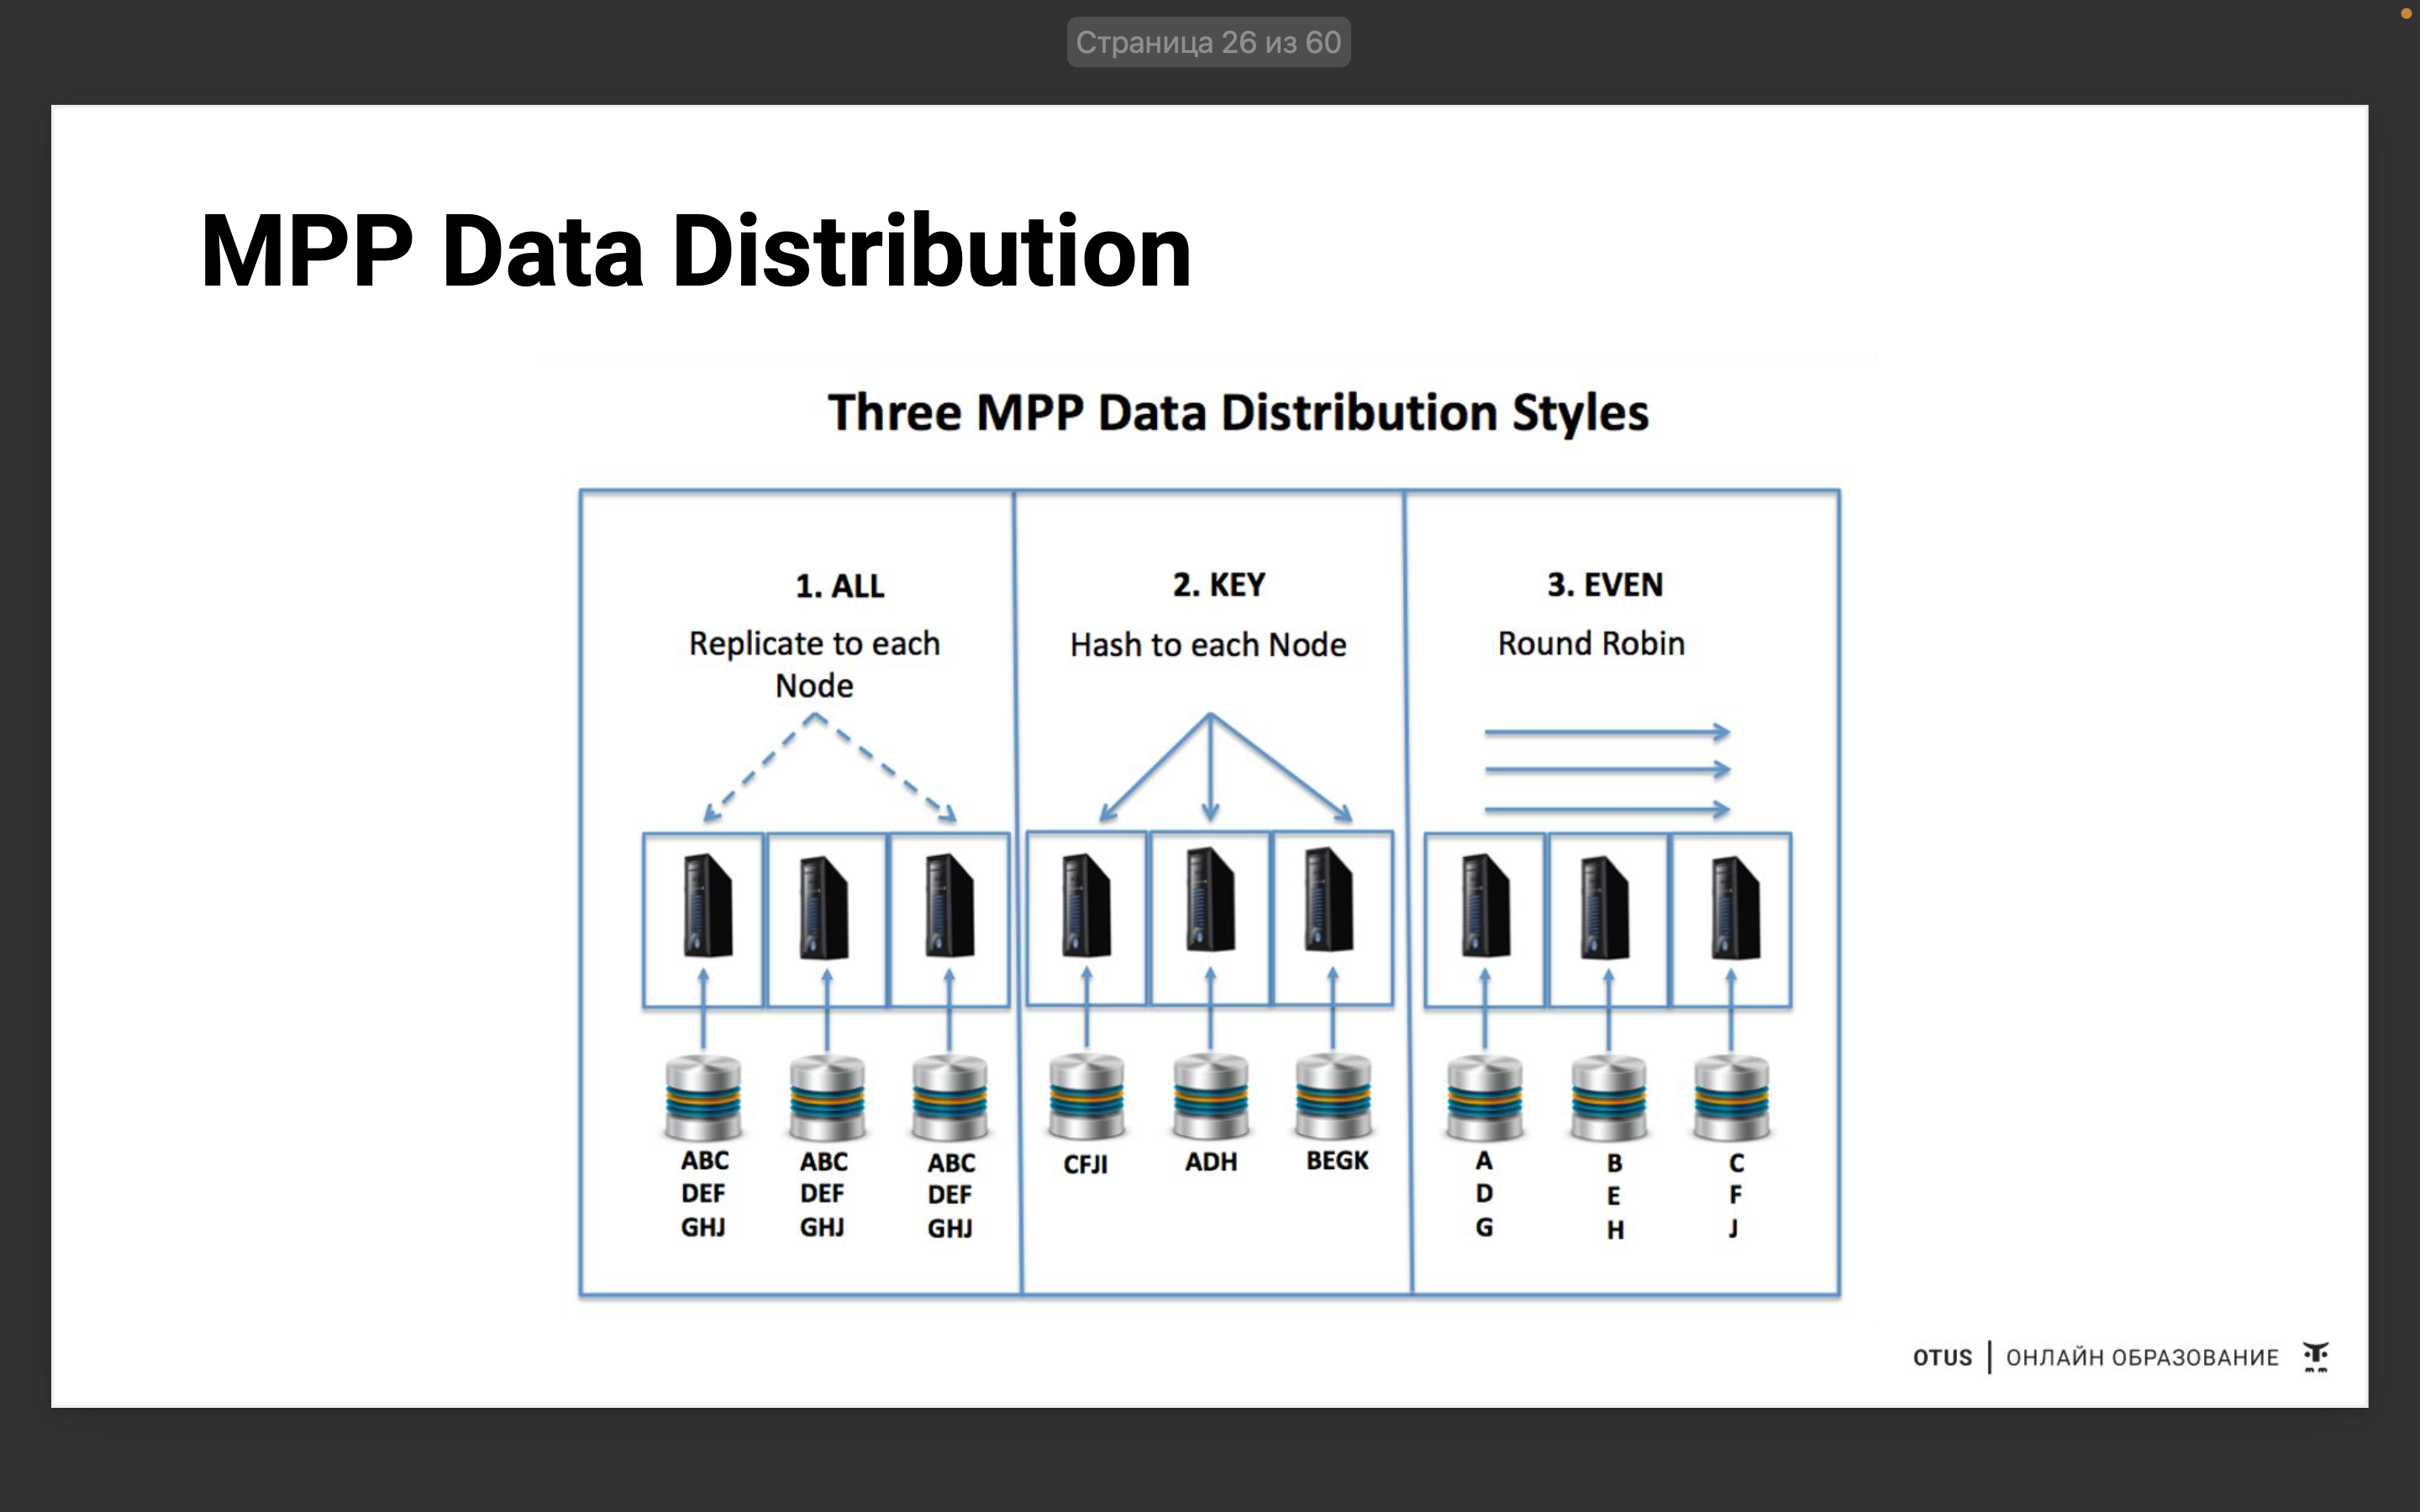 Страница 26 из 60
MPP Data Distribution
Three MPP Data Distribution Styles
1. ALL
Replicate to each
Node
ABC
DEF
GHJ
ABC
DEF
GHJ
ABC
DEF
GHJ
2. KEY
Hash to each Node
CFJI
ADH
BEGK
3. EVEN
Round Robin
A
D
G
B
E
H
C
F
J
OTUS | ОНЛАЙН ОБРАЗОВАНИЕ